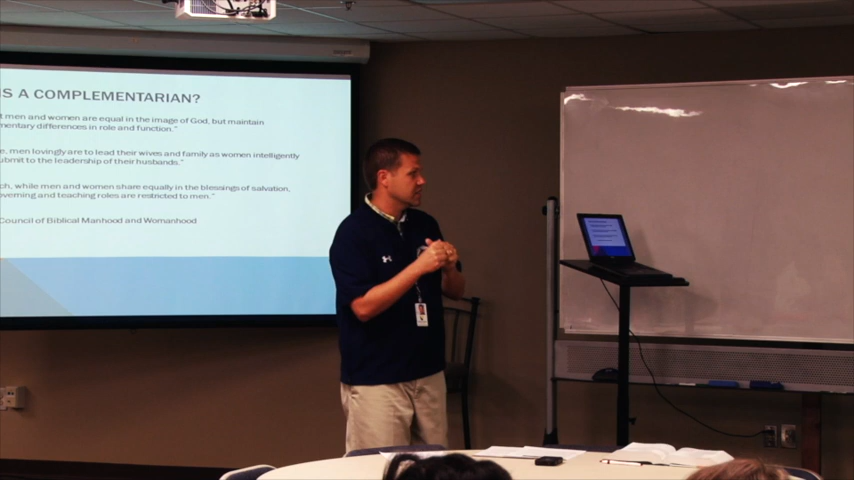 S A COMPLEMENTARIAN?
t men and women are equal in the image of God, but maintain
mentary differences in role and function."
e, men lovingly are to lead their wives and family as women intelligently
ubmit to the leadership of their husbands."
ch, while men and women share equally in the blessings of salvation,
overning and teaching roles are restricted to men."
Council of Biblical Manhood and Womanhood